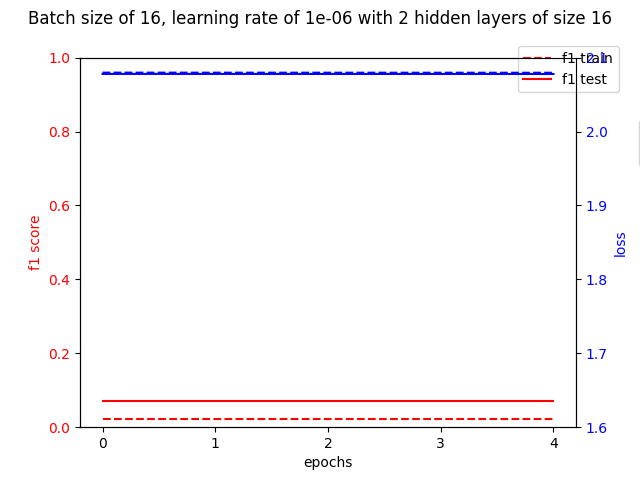 Batch size of 16, learning rate of 1e-06 with 2 hidden layers of size 16
f1 train
f1 test
1.0
0.8
0.6
0.4
0.2
0.0
f1 score
2.1
2.0
1.9
1.8
1.7
1.6
loss
0 1 2 3 4
epochs